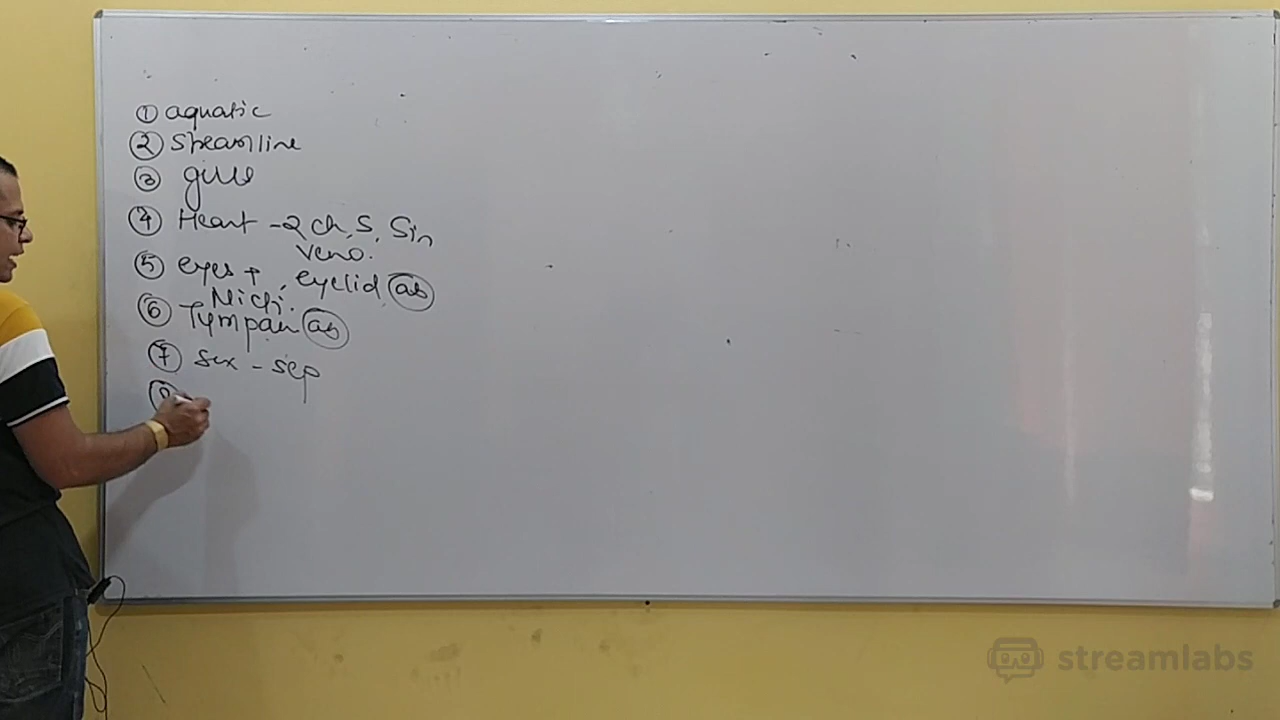 ① aquatic
② Streamline
③ gills
④ Heart - 2 ch, S, Sin
Veno.
⑤ eyes + , eyelid ab
Nicti.
⑥ Tympan ab
⑦ Sex - sep
⑧
streamlabs